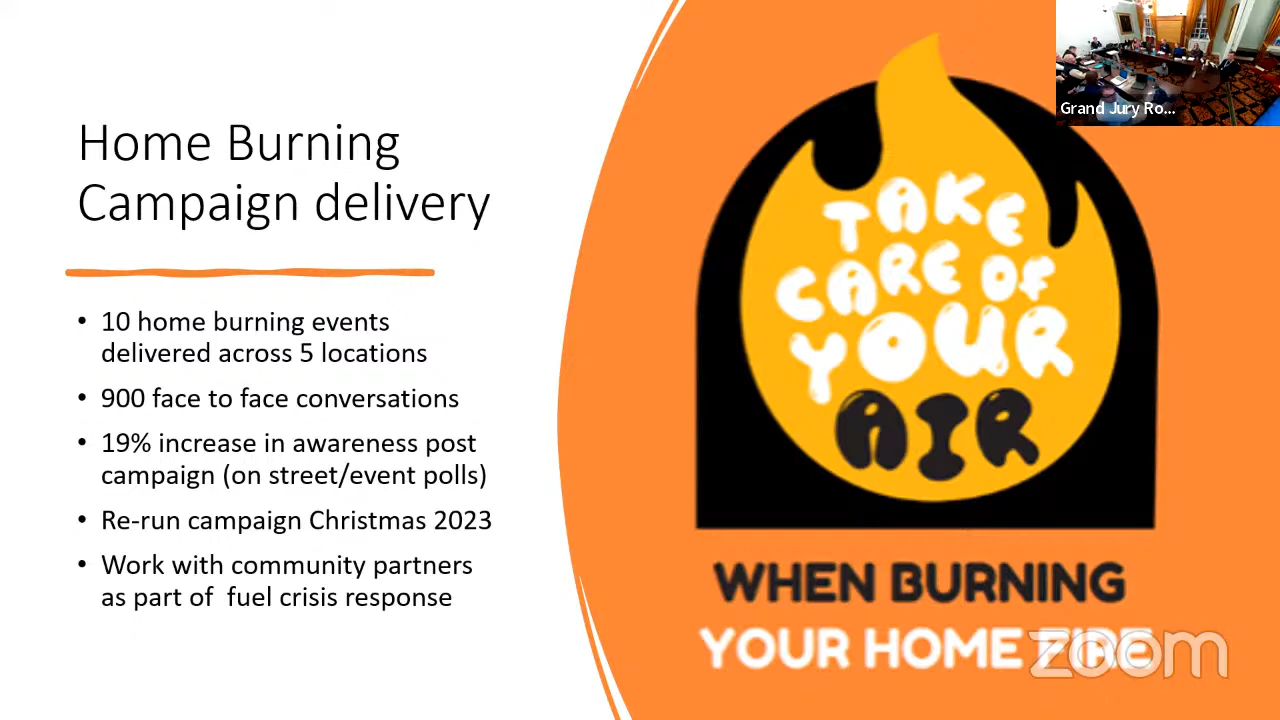 Home Burning
Campaign delivery
• 10 home burning events
delivered across 5 locations
• 900 face to face conversations
• 19% increase in awareness post
campaign (on street/event polls)
• Re-run campaign Christmas 2023
• Work with community partners
as part of fuel crisis response
Grand Jury Ro...
TAKE
CARE OF
YOUR
AIR
WHEN BURNING
YOUR HOME FIRE
zoom